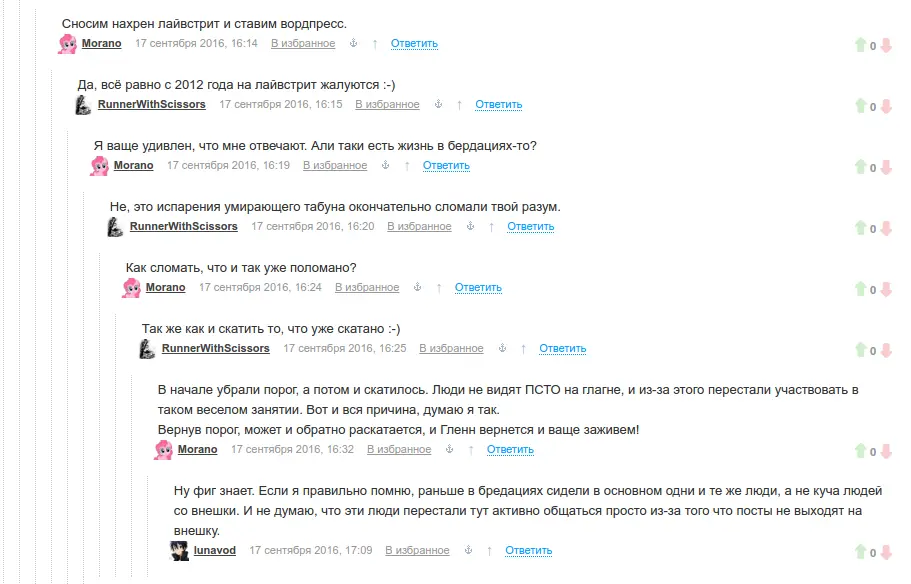 Сносим нахрен лайвстрит и ставим вордпресс.
Morano 17 сентября 2016, 16:14 В избранное ⚓ ↑ Ответить 0
Да, всё равно с 2012 года на лайвстрит жалуются :-)
RunnerWithScissors 17 сентября 2016, 16:15 В избранное ⚓ ↑ Ответить 0
Я ваще удивлен, что мне отвечают. Али таки есть жизнь в бердациях-то?
Morano 17 сентября 2016, 16:19 В избранное ⚓ ↑ Ответить 0
Не, это испарения умирающего табуна окончательно сломали твой разум.
RunnerWithScissors 17 сентября 2016, 16:20 В избранное ⚓ ↑ Ответить 0
Как сломать, что и так уже поломано?
Morano 17 сентября 2016, 16:24 В избранное ⚓ ↑ Ответить 0
Так же как и скатить то, что уже скатано :-)
RunnerWithScissors 17 сентября 2016, 16:25 В избранное ⚓ ↑ Ответить 0
В начале убрали порог, а потом и скатилось. Люди не видят ПСТО на глагне, и из-за этого перестали участвовать в
таком веселом занятии. Вот и вся причина, думаю я так.
Вернув порог, может и обратно раскатается, и Гленн вернется и ваще заживем!
Morano 17 сентября 2016, 16:32 В избранное ⚓ ↑ Ответить 0
Ну фиг знает. Если я правильно помню, раньше в бредациях сидели в основном одни и те же люди, а не куча людей
со внешки. И не думаю, что эти люди перестали тут активно общаться просто из-за того что посты не выходят на
внешку.
lunavod 17 сентября 2016, 17:09 В избранное ⚓ ↑ Ответить 0